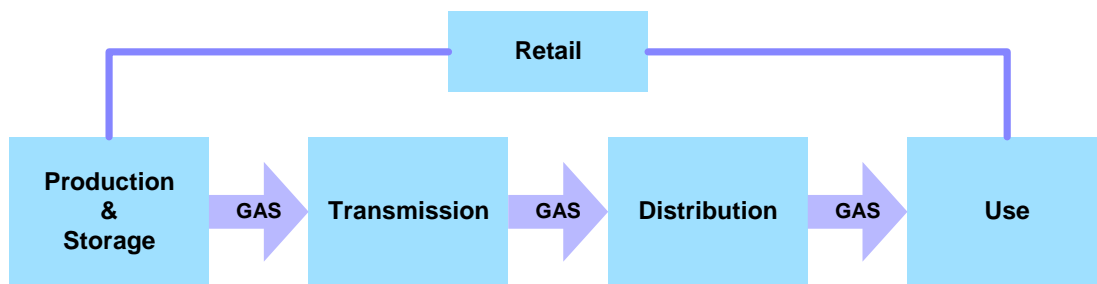 Retail
Production
&
Storage
GAS
Transmission
GAS
Distribution
GAS
Use